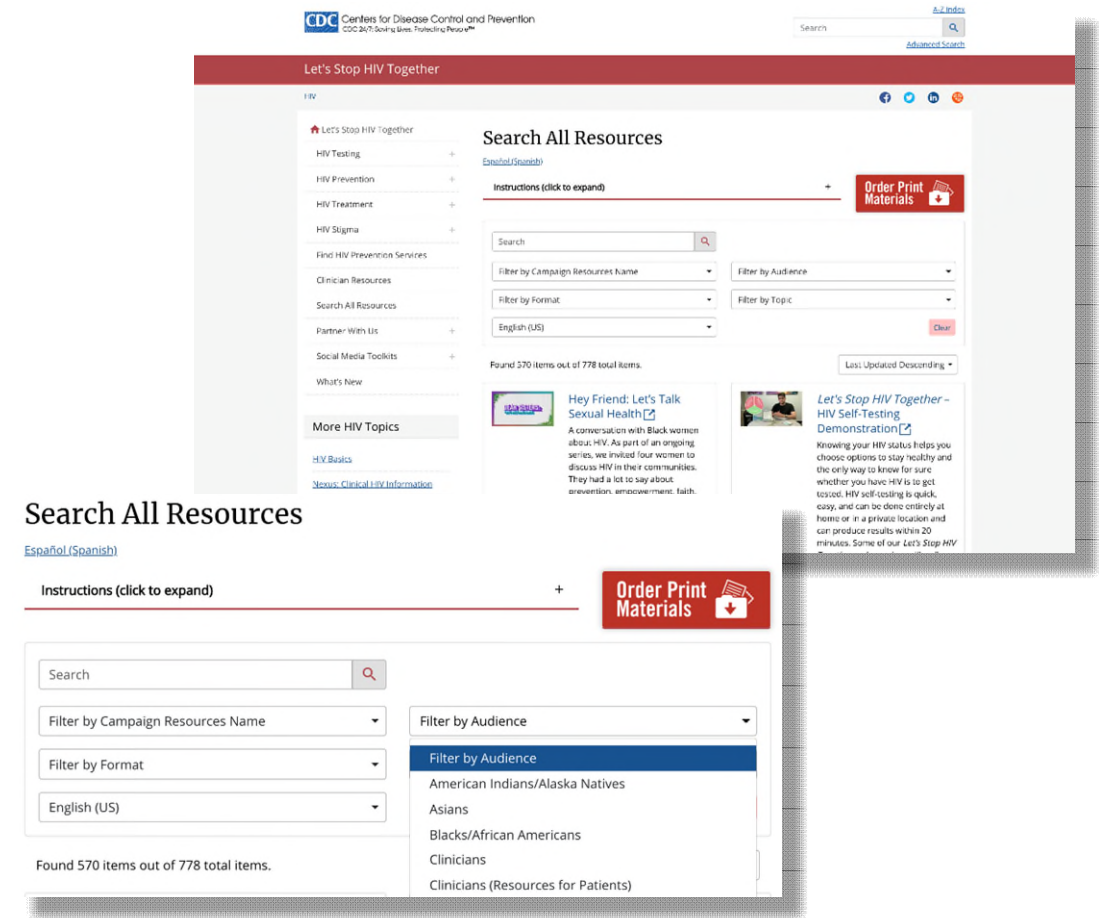 CDC Centers for Disease Control and Prevention
CDC 24/7: Saving Lives. Protecting People™
A-Z Index
Search
Advanced Search
Let's Stop HIV Together
HIV
Let's Stop HIV Together
HIV Testing +
HIV Prevention +
HIV Treatment +
HIV Stigma +
Find HIV Prevention Services
Clinician Resources
Search All Resources
Partner With Us +
Social Media Toolkits +
What's New
More HIV Topics
HIV Basics
Nexus: Clinical HIV Information
Search All Resources
Español (Spanish)
Instructions (click to expand) +
Order Print
Materials
Search
Filter by Campaign Resources Name
Filter by Audience
Filter by Format
Filter by Topic
English (US)
Clear
Found 570 items out of 778 total items.
Last Updated Descending
Hey Friend: Let's Talk
Sexual Health
A conversation with Black women
about HIV. As part of an ongoing
series, we invited four women to
discuss HIV in their communities.
They had a lot to say about
prevention, empowerment, faith,
Let's Stop HIV Together –
HIV Self-Testing
Demonstration
Knowing your HIV status helps you
choose options to stay healthy and
the only way to know for sure
whether you have HIV is to get
tested. HIV self-testing is quick,
easy, and can be done entirely at
home or in a private location and
can produce results within 20
minutes. Some of our Let's Stop HIV
Search All Resources
Español (Spanish)
Instructions (click to expand) +
Order Print
Materials
Search
Filter by Campaign Resources Name
Filter by Audience
Filter by Format
English (US)
Filter by Audience
American Indians/Alaska Natives
Asians
Blacks/African Americans
Clinicians
Clinicians (Resources for Patients)
Found 570 items out of 778 total items.